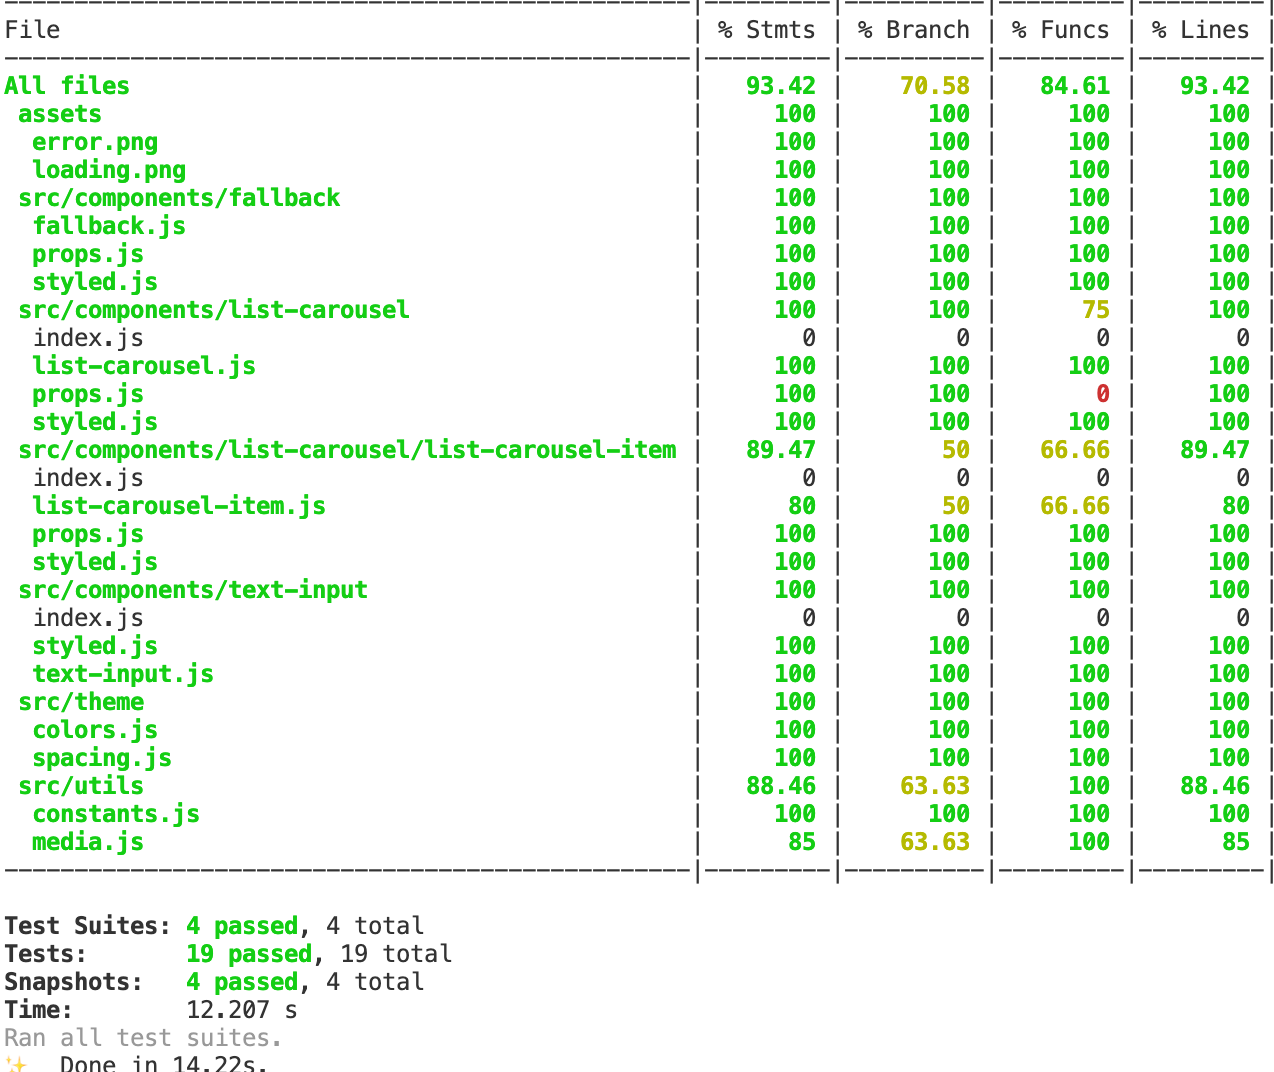 File | % Stmts | % Branch | % Funcs | % Lines |
All files | 93.42 | 70.58 | 84.61 | 93.42 |
assets | 100 | 100 | 100 | 100 |
error.png | 100 | 100 | 100 | 100 |
loading.png | 100 | 100 | 100 | 100 |
src/components/fallback | 100 | 100 | 100 | 100 |
fallback.js | 100 | 100 | 100 | 100 |
props.js | 100 | 100 | 100 | 100 |
styled.js | 100 | 100 | 100 | 100 |
src/components/list-carousel | 100 | 100 | 75 | 100 |
index.js | 0 | 0 | 0 | 0 |
list-carousel.js | 100 | 100 | 100 | 100 |
props.js | 100 | 100 | 0 | 100 |
styled.js | 100 | 100 | 100 | 100 |
src/components/list-carousel/list-carousel-item | 89.47 | 50 | 66.66 | 89.47 |
index.js | 0 | 0 | 0 | 0 |
list-carousel-item.js | 80 | 50 | 66.66 | 80 |
props.js | 100 | 100 | 100 | 100 |
styled.js | 100 | 100 | 100 | 100 |
src/components/text-input | 100 | 100 | 100 | 100 |
index.js | 0 | 0 | 0 | 0 |
styled.js | 100 | 100 | 100 | 100 |
text-input.js | 100 | 100 | 100 | 100 |
src/theme | 100 | 100 | 100 | 100 |
colors.js | 100 | 100 | 100 | 100 |
spacing.js | 100 | 100 | 100 | 100 |
src/utils | 88.46 | 63.63 | 100 | 88.46 |
constants.js | 100 | 100 | 100 | 100 |
media.js | 85 | 63.63 | 100 | 85 |
Test Suites: 4 passed, 4 total
Tests: 19 passed, 19 total
Snapshots: 4 passed, 4 total
Time: 12.207 s
Ran all test suites.
✨ Done in 14.22s.